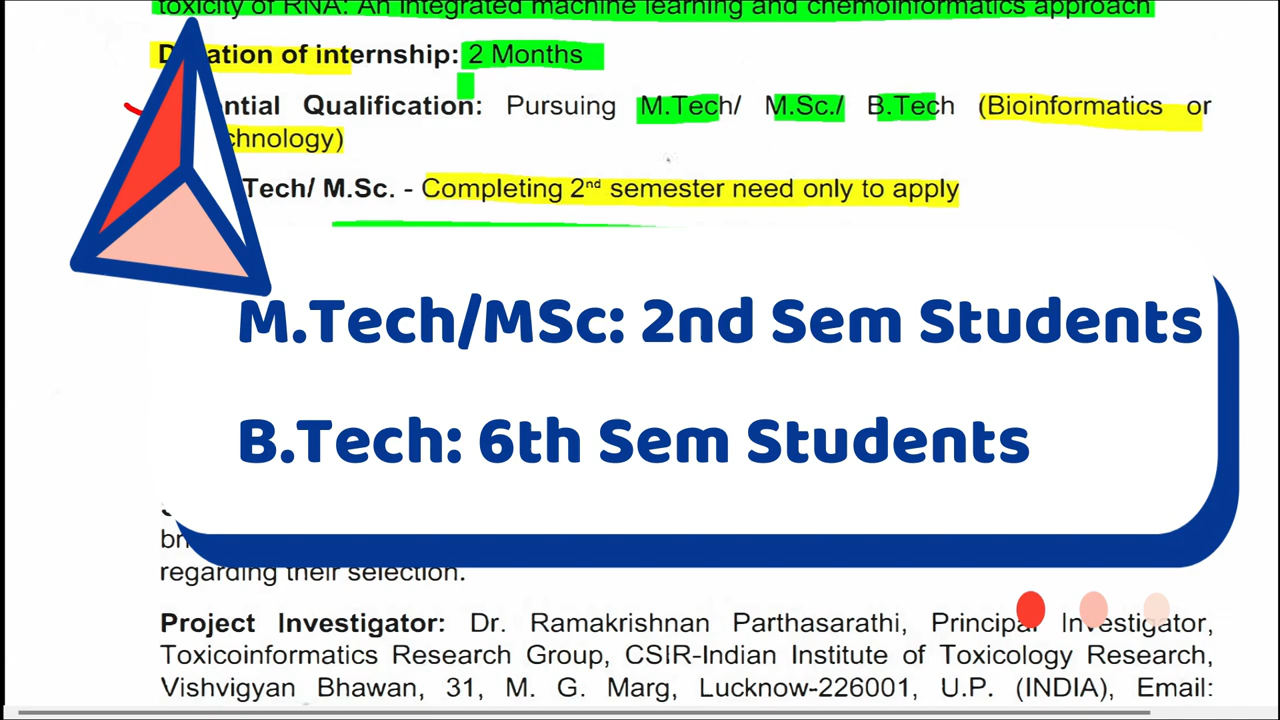 toxicity of RNA: An integrated machine learning and chemoinformatics approach
ation of internship: 2 Months
ntial Qualification: Pursuing M.Tech/ M.Sc./ B.Tech (Bioinformatics or
chnology)
Tech/ M.Sc. - Completing 2nd semester need only to apply
M.Tech/MSc: 2nd Sem Students
B.Tech: 6th Sem Students
regarding their selection.
Project Investigator: Dr. Ramakrishnan Parthasarathi, Principal Investigator,
Toxicoinformatics Research Group, CSIR-Indian Institute of Toxicology Research,
Vishvigyan Bhawan, 31, M. G. Marg, Lucknow-226001, U.P. (INDIA), Email: